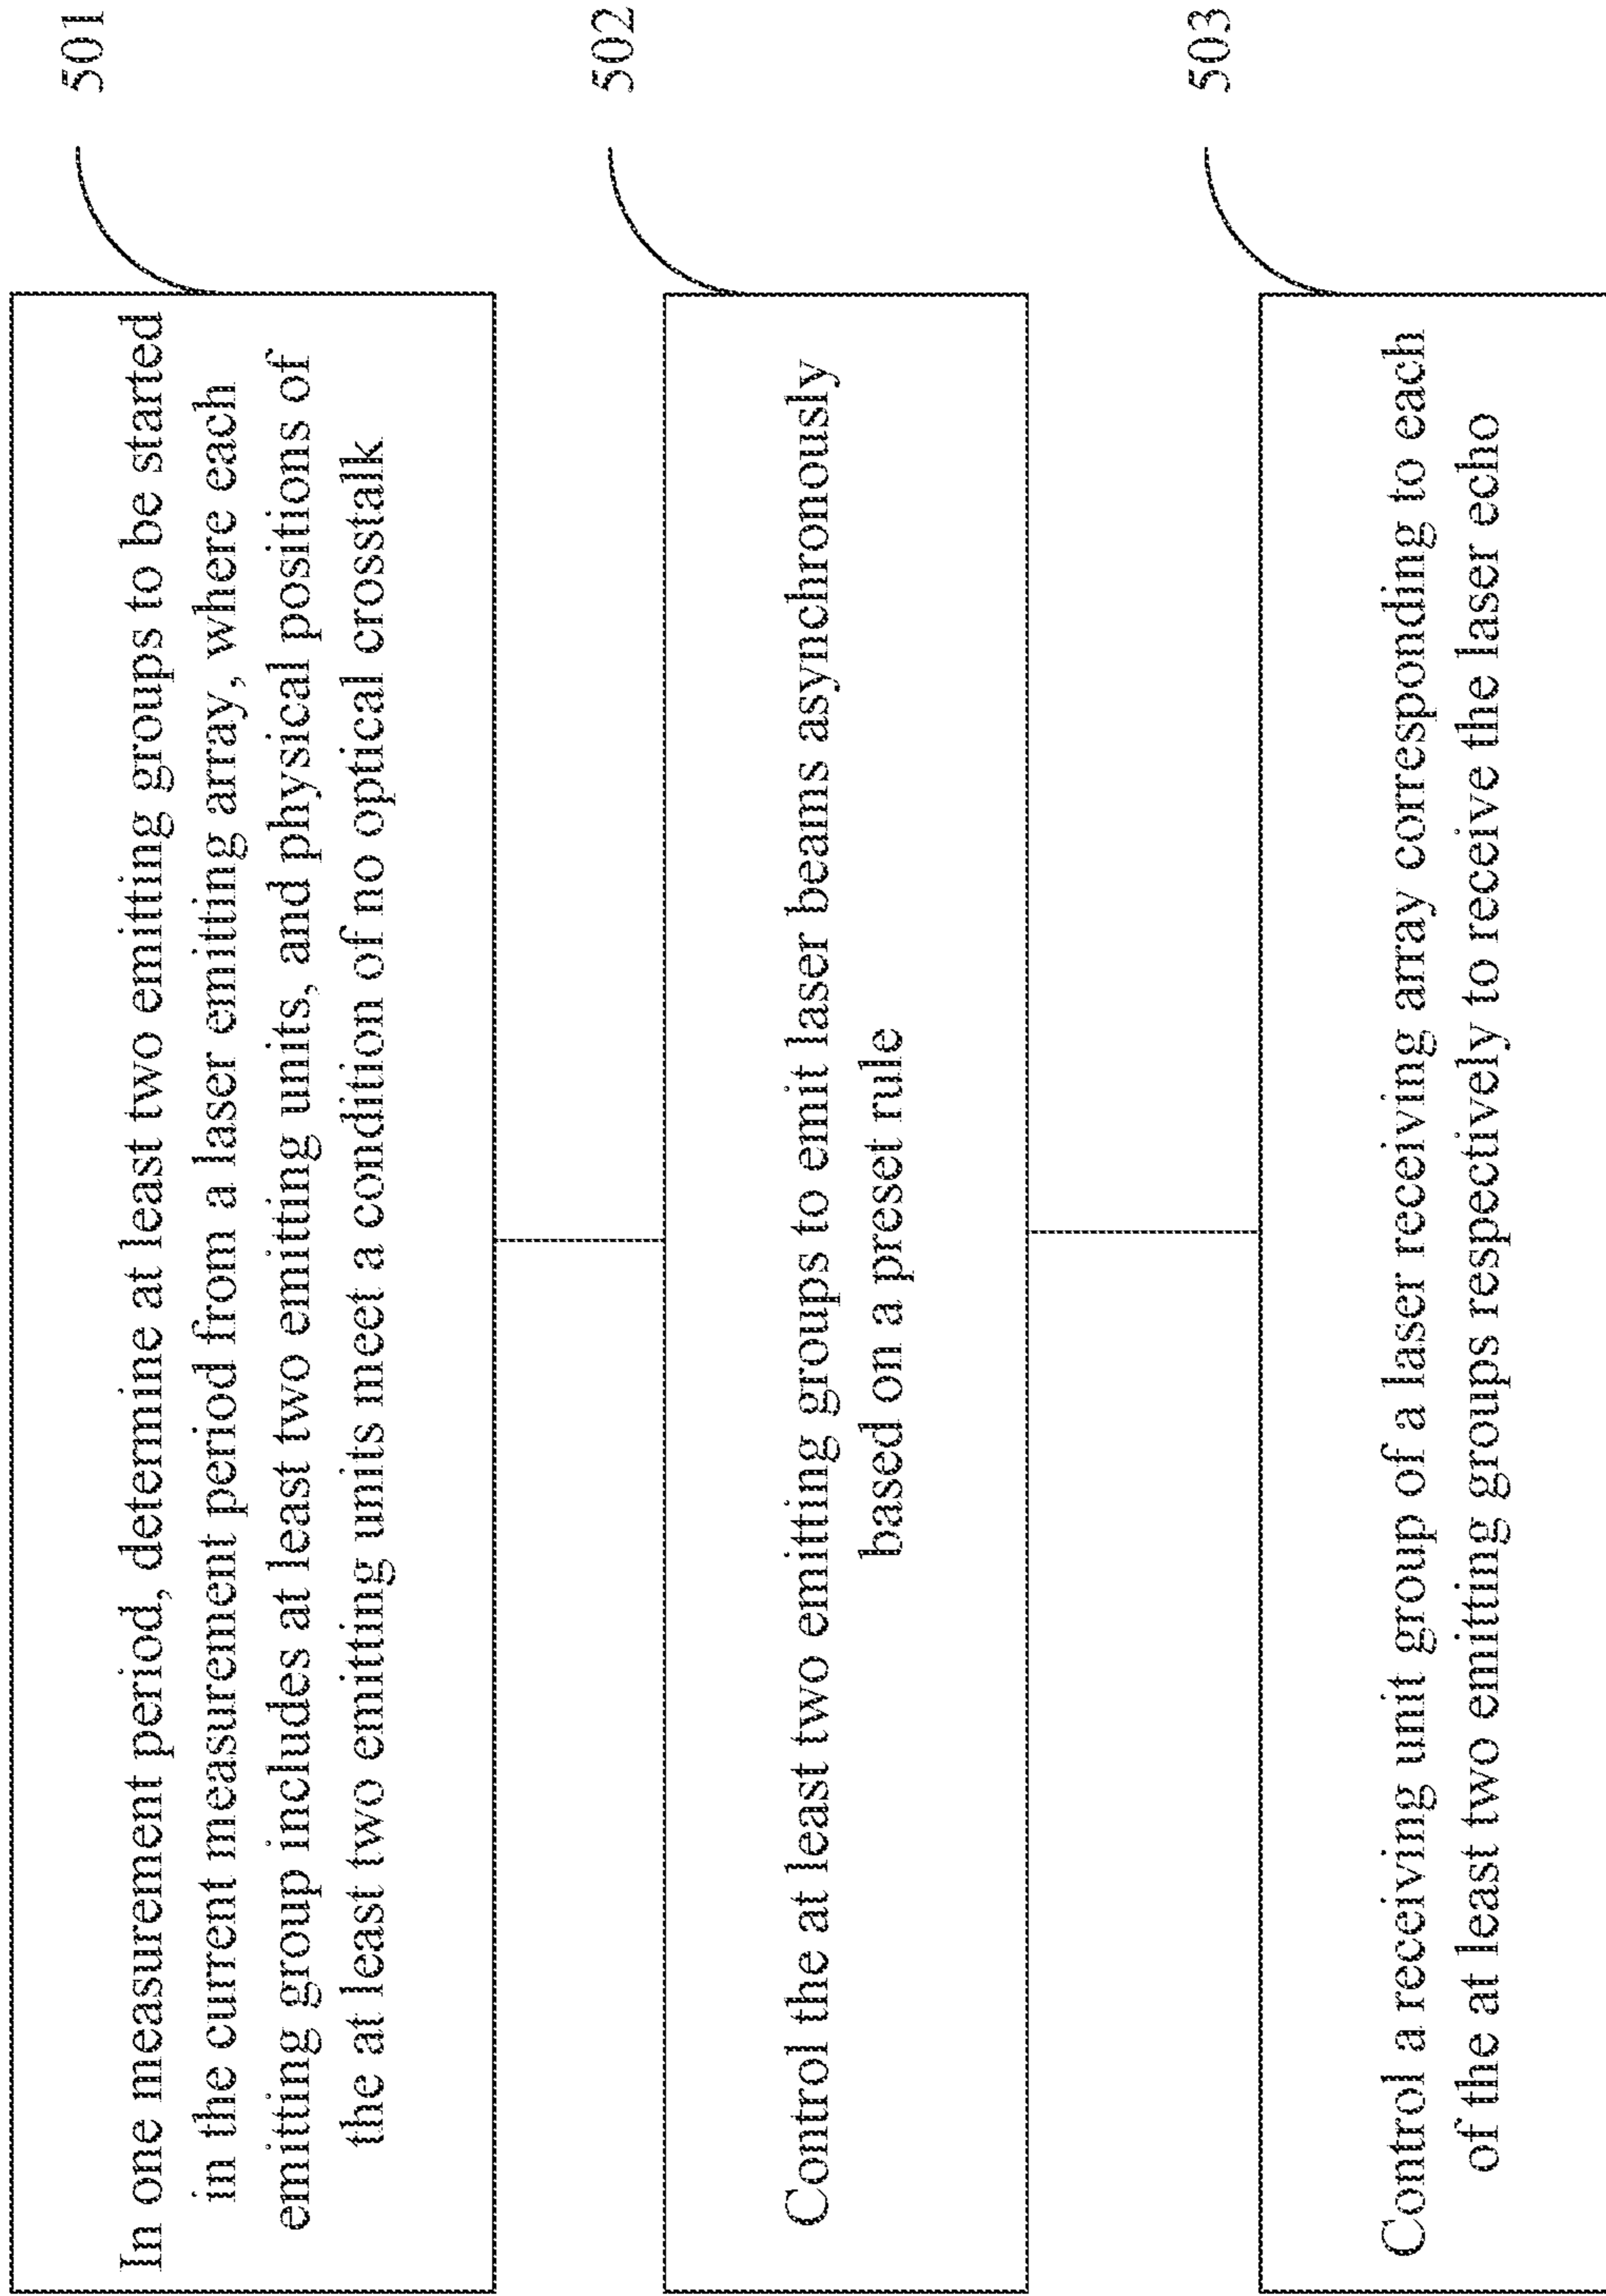 501
In one measurement period, determine at least two emitting groups to be started
in the current measurement period from a laser emitting array, where each
emitting group includes at least two emitting units, and physical positions of
the at least two emitting units meet a condition of no optical crosstalk
502
Control the at least two emitting groups to emit laser beams asynchronously
based on a preset rule
503
Control a receiving unit group of a laser receiving array corresponding to each
of the at least two emitting groups respectively to receive the laser echo